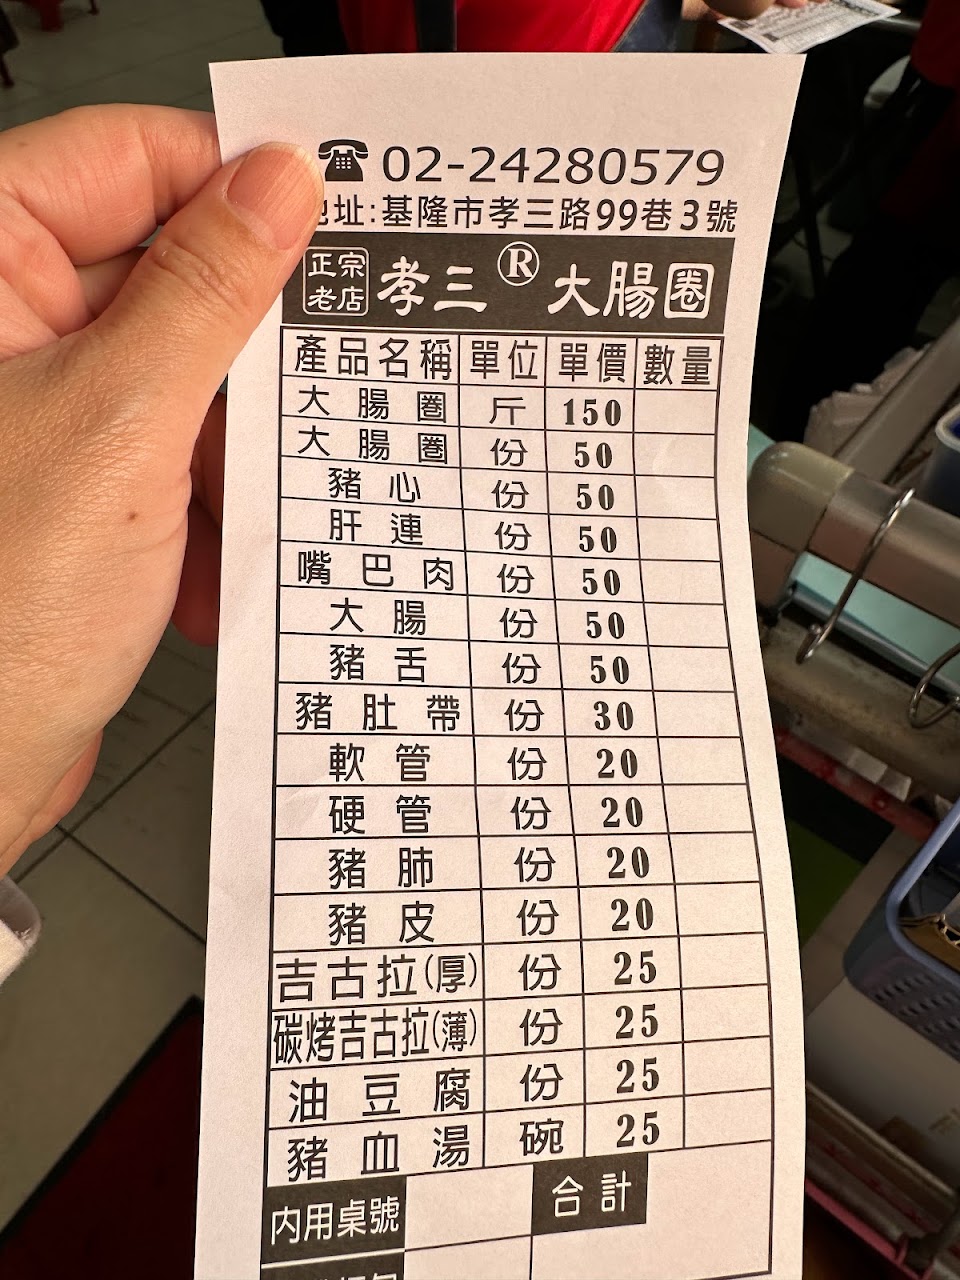 ☎ 02-24280579
地址:基隆市孝三路99巷3號
正宗老店 孝三® 大腸圈
產品名稱 單位 單價 數量
大腸圈 斤 150
大腸圈 份 50
豬心 份 50
肝連 份 50
嘴巴肉 份 50
大腸 份 50
豬舌 份 50
豬肚帶 份 30
軟管 份 20
硬管 份 20
豬肺 份 20
豬皮 份 20
吉古拉(厚) 份 25
碳烤吉古拉(薄) 份 25
油豆腐 份 25
豬血湯 碗 25
內用桌號 合計